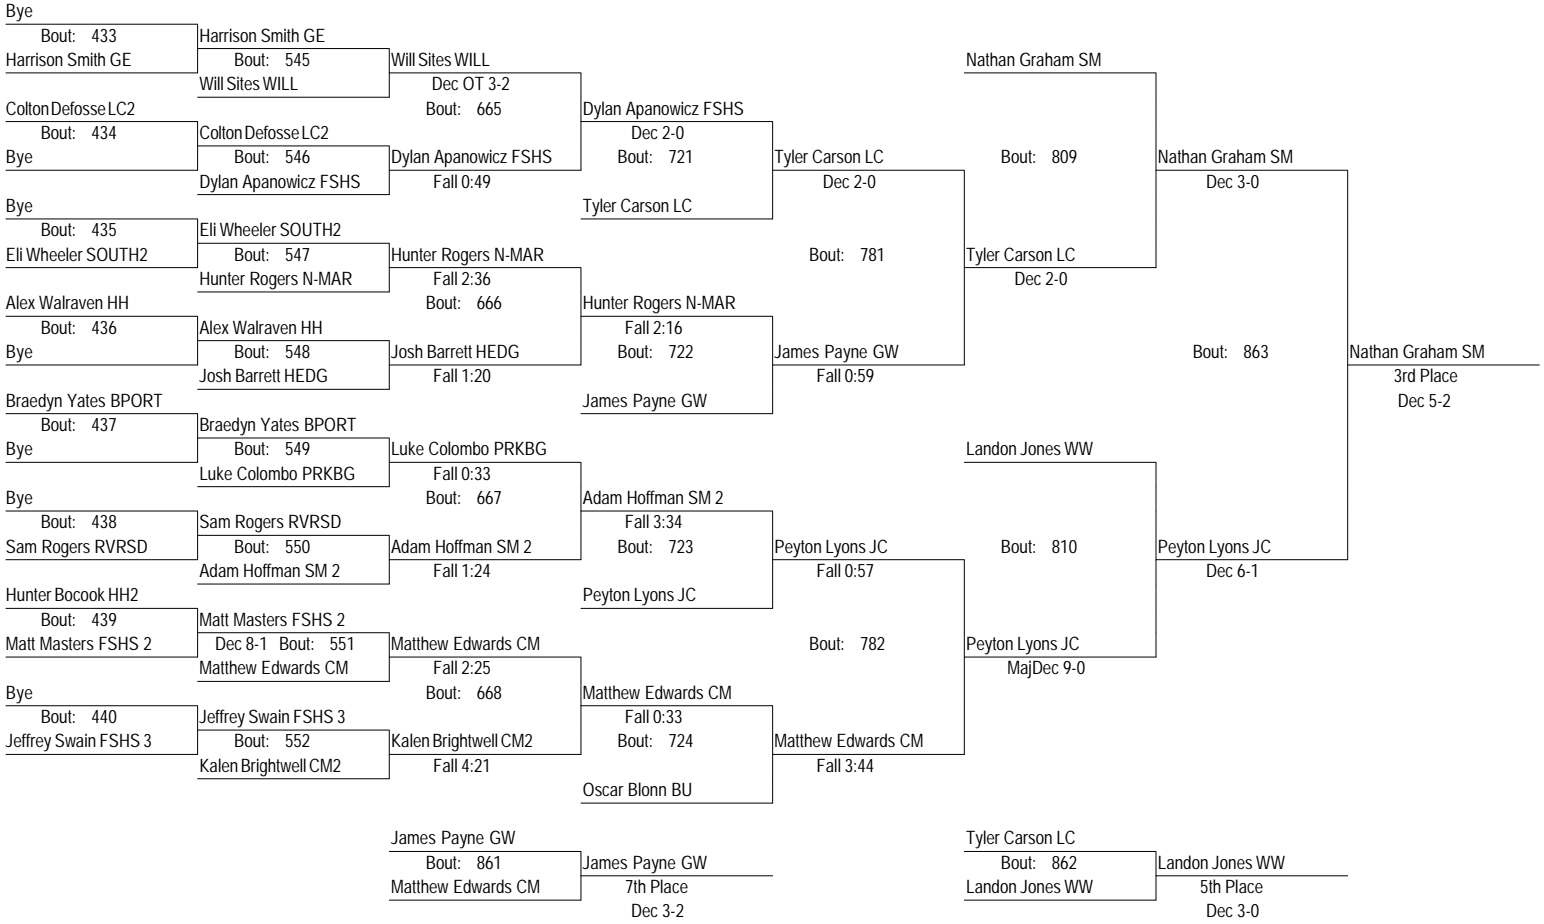 Bye
Bout: 433
Harrison Smith GE
Harrison Smith GE
Bout: 545
Will Sites WILL
Will Sites WILL
Dec OT 3-2
Bout: 665
Colton Defosse LC2
Bout: 434
Bye
Colton Defosse LC2
Bout: 546
Dylan Apanowicz FSHS
Dylan Apanowicz FSHS
Fall 0:49
Dylan Apanowicz FSHS
Dec 2-0
Bout: 721
Tyler Carson LC
Tyler Carson LC
Dec 2-0
Bye
Bout: 435
Eli Wheeler SOUTH2
Eli Wheeler SOUTH2
Bout: 547
Hunter Rogers N-MAR
Hunter Rogers N-MAR
Fall 2:36
Bout: 666
Alex Walraven HH
Bout: 436
Bye
Alex Walraven HH
Bout: 548
Josh Barrett HEDG
Josh Barrett HEDG
Fall 1:20
Hunter Rogers N-MAR
Fall 2:16
Bout: 722
James Payne GW
James Payne GW
Fall 0:59
Bout: 781
Nathan Graham SM
Bout: 809
Tyler Carson LC
Dec 2-0
Nathan Graham SM
Dec 3-0
Braedyn Yates BPORT
Bout: 437
Bye
Braedyn Yates BPORT
Bout: 549
Luke Colombo PRKBG
Luke Colombo PRKBG
Fall 0:33
Bout: 667
Bye
Bout: 438
Sam Rogers RVRSD
Sam Rogers RVRSD
Bout: 550
Adam Hoffman SM 2
Adam Hoffman SM 2
Fall 1:24
Adam Hoffman SM 2
Fall 3:34
Bout: 723
Peyton Lyons JC
Peyton Lyons JC
Fall 0:57
Hunter Bocook HH2
Bout: 439
Matt Masters FSHS 2
Matt Masters FSHS 2
Dec 8-1 Bout: 551
Matthew Edwards CM
Matthew Edwards CM
Fall 2:25
Bout: 668
Bye
Bout: 440
Jeffrey Swain FSHS 3
Jeffrey Swain FSHS 3
Bout: 552
Kalen Brightwell CM2
Kalen Brightwell CM2
Fall 4:21
Matthew Edwards CM
Fall 0:33
Bout: 724
Oscar Blonn BU
Matthew Edwards CM
Fall 3:44
Bout: 782
Landon Jones WW
Bout: 810
Peyton Lyons JC
MajDec 9-0
Peyton Lyons JC
Dec 6-1
Bout: 863
Nathan Graham SM
3rd Place
Dec 5-2
James Payne GW
Bout: 861
Matthew Edwards CM
James Payne GW
7th Place
Dec 3-2
Tyler Carson LC
Bout: 862
Landon Jones WW
Landon Jones WW
5th Place
Dec 3-0